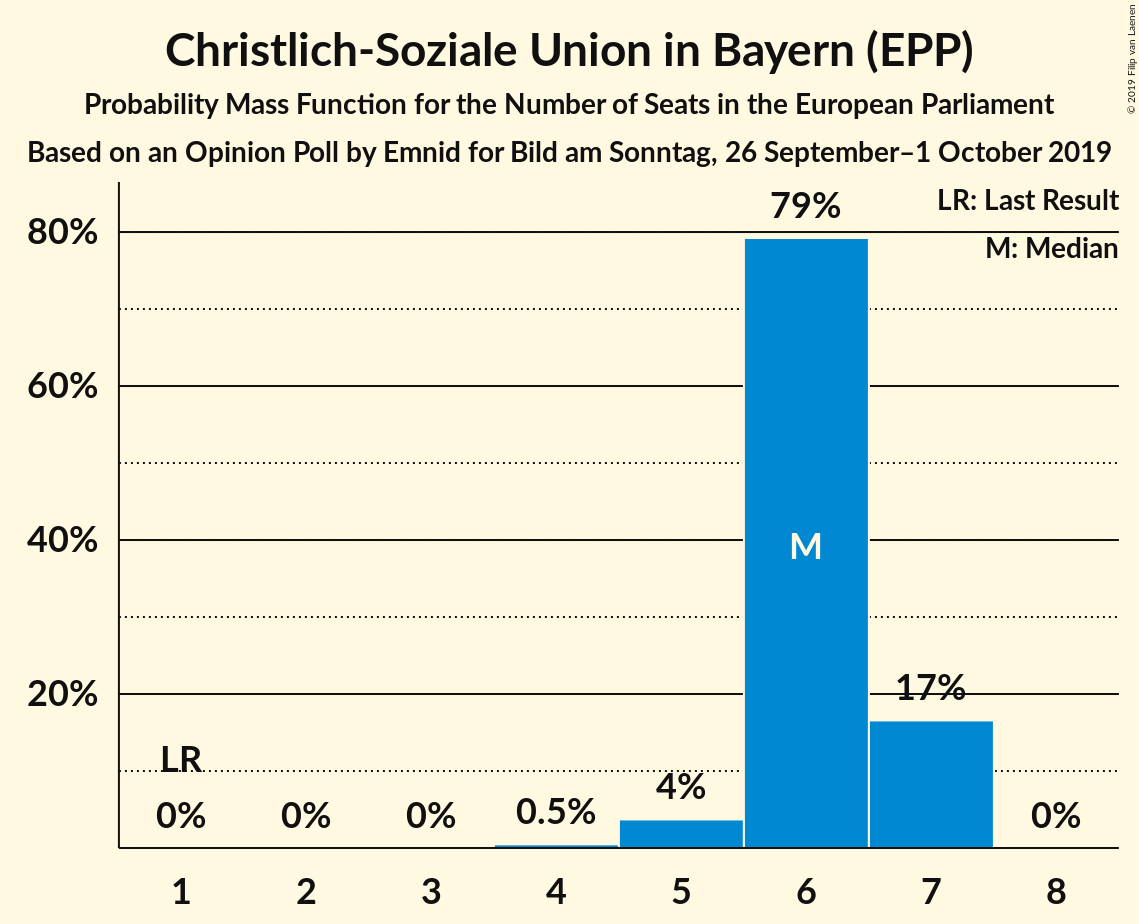 Christlich-Soziale Union in Bayern (EPP)
Probability Mass Function for the Number of Seats in the European Parliament
Based on an Opinion Poll by Emnid for Bild am Sonntag, 26 September–1 October 2019
© 2019 Filip van Laenen
LR: Last Result
M: Median
80%
60%
40%
20%
LR
0%
0%
0%
0.5%
4%
79%
M
17%
0%
1 2 3 4 5 6 7 8